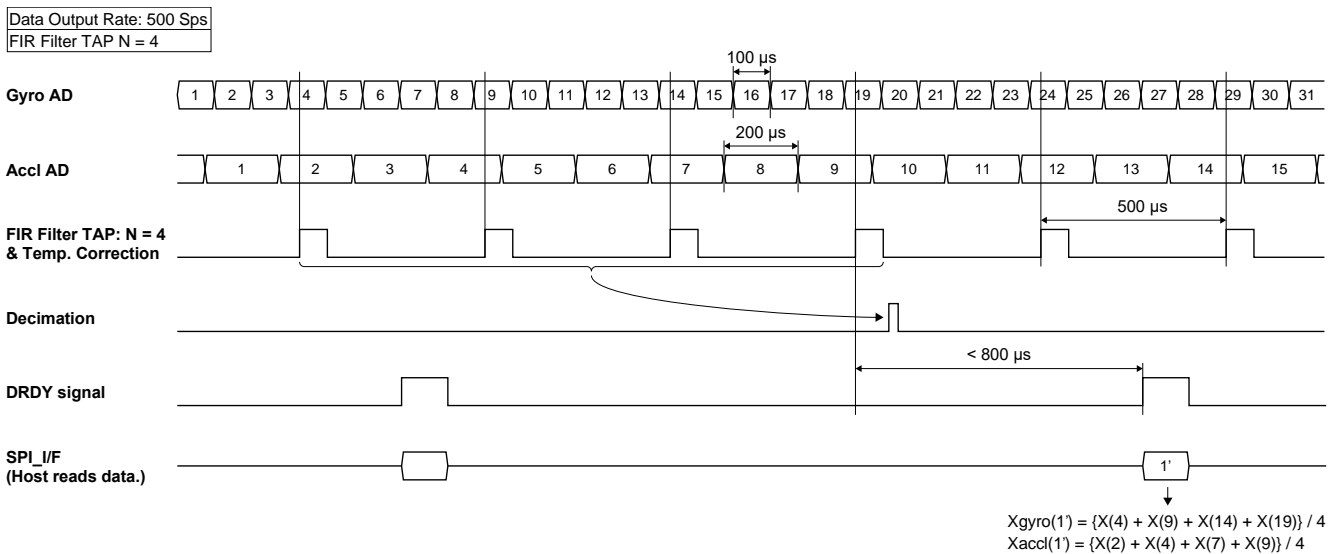 Data Output Rate: 500 Sps
FIR Filter TAP N = 4
100 µs
Gyro AD 1 2 3 4 5 6 7 8 9 10 11 12 13 14 15 16 17 18 19 20 21 22 23 24 25 26 27 28 29 30 31
200 µs
Accl AD 1 2 3 4 5 6 7 8 9 10 11 12 13 14 15
500 µs
FIR Filter TAP: N = 4
& Temp. Correction
Decimation
< 800 µs
DRDY signal
SPI_I/F
(Host reads data.)
1'
Xgyro(1') = {X(4) + X(9) + X(14) + X(19)} / 4
Xaccl(1') = {X(2) + X(4) + X(7) + X(9)} / 4